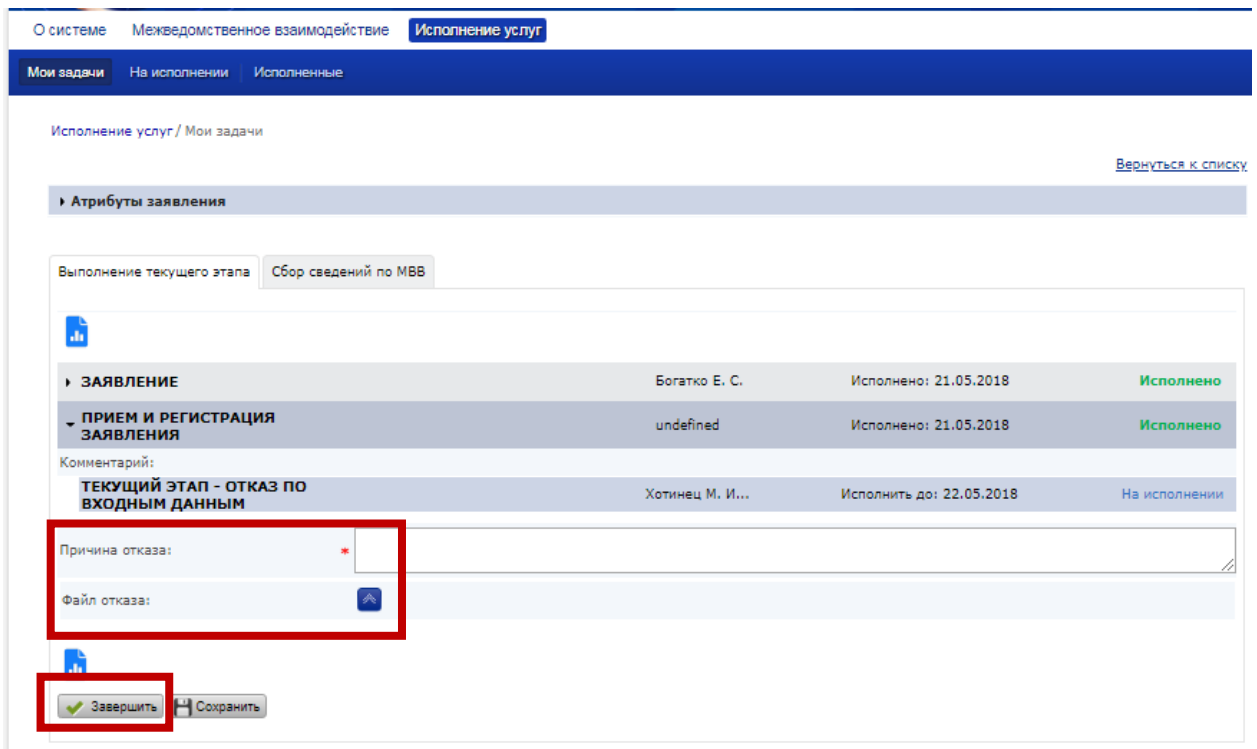 О системе Межведомственное взаимодействие Исполнение услуг
Мои задачи На исполнении Исполненные
Исполнение услуг / Мои задачи
Вернуться к списку
Атрибуты заявления
Выполнение текущего этапа Сбор сведений по МВВ
ЗАЯВЛЕНИЕ Богатко Е. С. Исполнено: 21.05.2018 Исполнено
ПРИЕМ И РЕГИСТРАЦИЯ
ЗАЯВЛЕНИЯ undefined Исполнено: 21.05.2018 Исполнено
Комментарий:
ТЕКУЩИЙ ЭТАП - ОТКАЗ ПО
ВХОДНЫМ ДАННЫМ Хотинец М. И... Исполнить до: 22.05.2018 На исполнении
Причина отказа: *
Файл отказа:
Завершить Сохранить